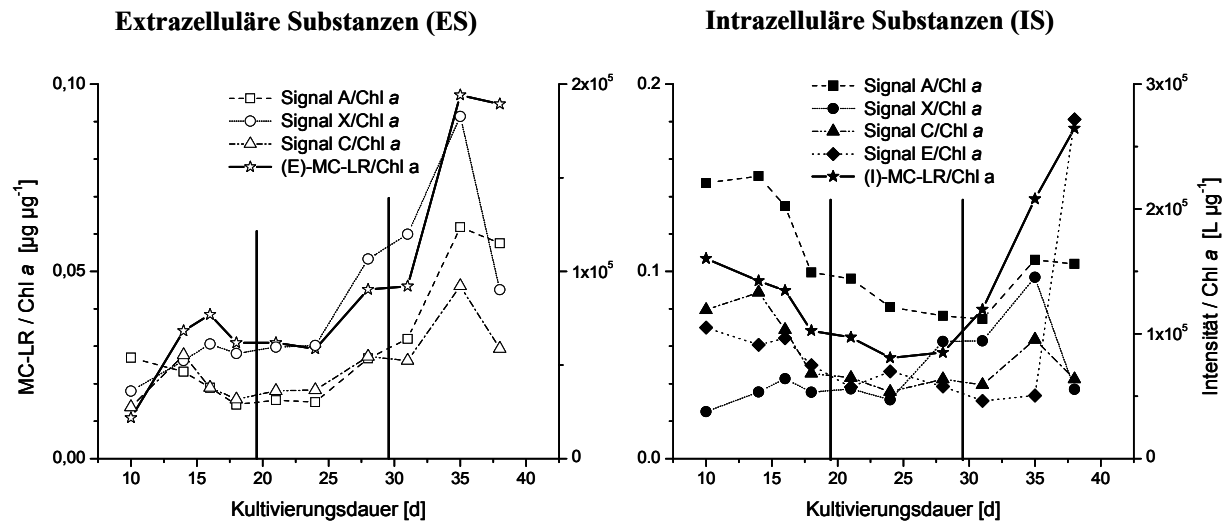 Extrazelluläre Substanzen (ES)
Intrazelluläre Substanzen (IS)
0,10
0,05
0,00
MC-LR / Chl a [µg µg⁻¹]
Signal A/Chl a
Signal X/Chl a
Signal C/Chl a
(E)-MC-LR/Chl a
2x10⁵
1x10⁵
0
10 15 20 25 30 35 40
Kultivierungsdauer [d]
0.2
0.1
0.0
Signal A/Chl a
Signal X/Chl a
Signal C/Chl a
Signal E/Chl a
(I)-MC-LR/Chl a
3x10⁵
2x10⁵
1x10⁵
0
Intensität / Chl a [L µg⁻¹]
10 15 20 25 30 35 40
Kultivierungsdauer [d]